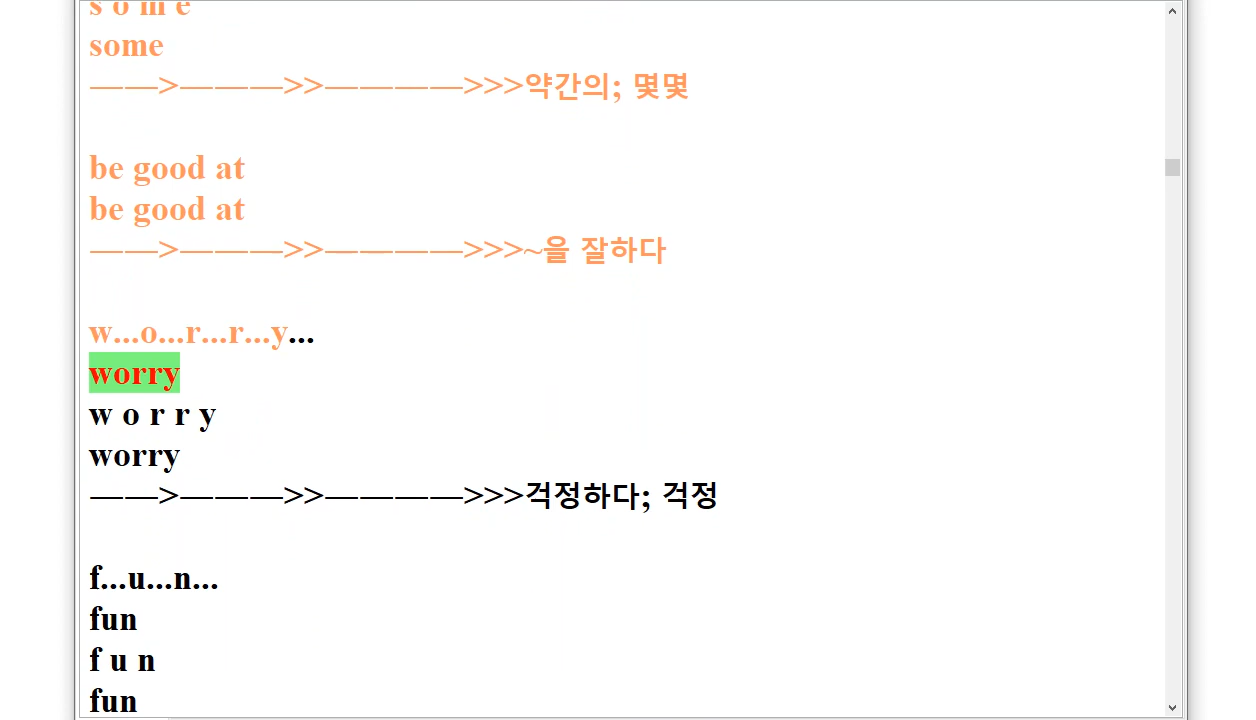 s o m e
some
——>———>>————>>>약간의; 몇몇
be good at
be good at
——>———>>————>>>~을 잘하다
w...o...r...r...y...
worry
w o r r y
worry
——>———>>————>>>걱정하다; 걱정
f...u...n...
fun
f u n
fun